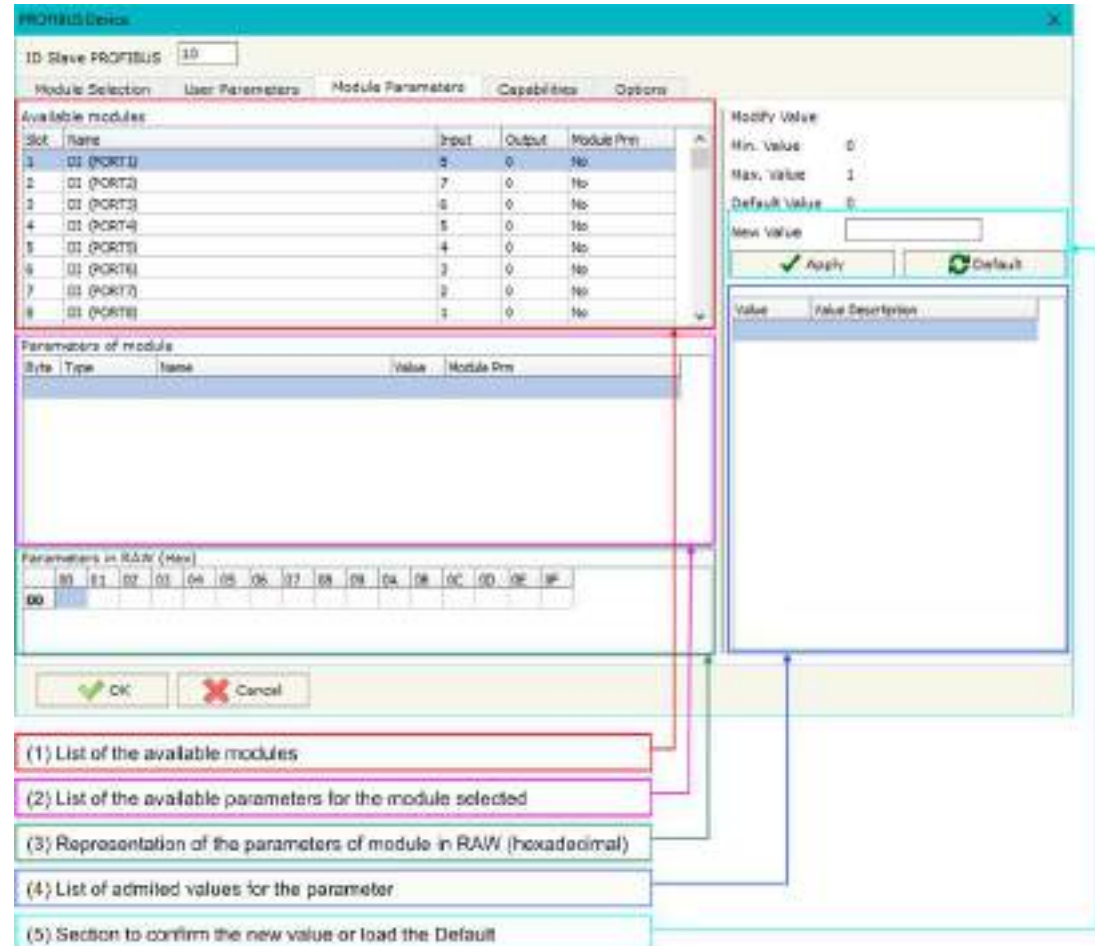 PROFIBUS Device
ID Slave PROFIBUS 10
Module Selection User Parameters Module Parameters Capabilities Options
Available modules
Slot Name Input Output Module Prm
1 DI (PORT1) 8 0 No
2 DI (PORT2) 7 0 No
3 DI (PORT3) 6 0 No
4 DI (PORT4) 5 0 No
5 DI (PORT5) 4 0 No
6 DI (PORT6) 3 0 No
7 DI (PORT7) 2 0 No
8 DI (PORT8) 1 0 No
Modify Value
Min. Value 0
Max. Value 1
Default Value 0
New Value
Apply Default
Value Value Description
Parameters of module
Byte Type Name Value Module Prm
Parameters in RAW (Hex)
00 01 02 03 04 05 06 07 08 09 0A 0B 0C 0D 0E 0F
00
OK Cancel
(1) List of the available modules
(2) List of the available parameters for the module selected
(3) Representation of the parameters of module in RAW (hexadecimal)
(4) List of admited values for the parameter
(5) Section to confirm the new value or load the Default